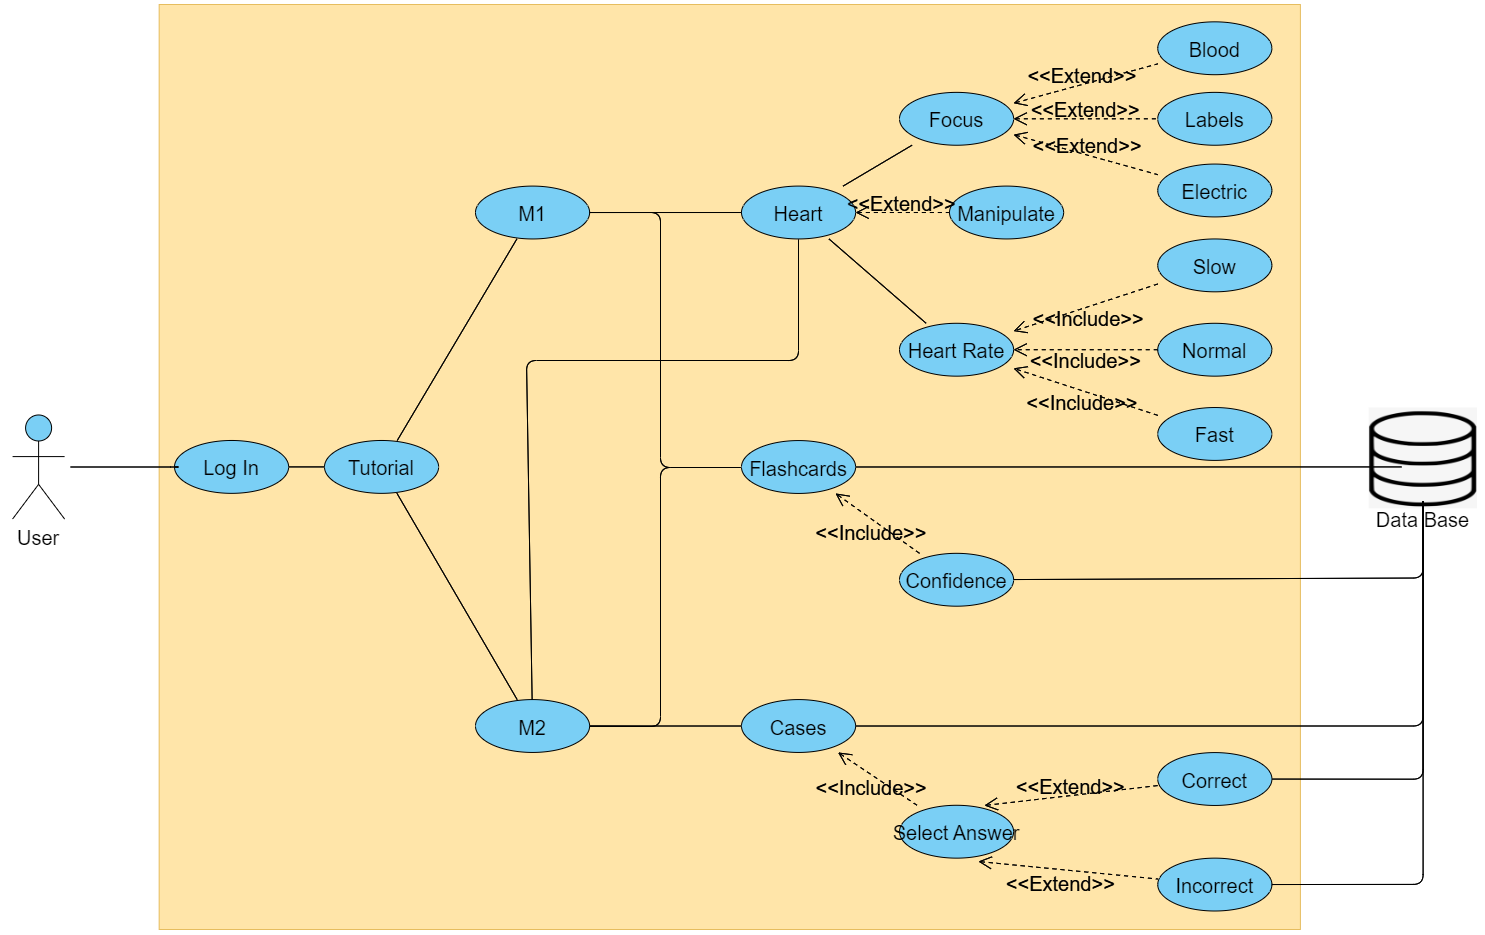 Blood
<<Extend>>
<<Extend>>
Focus
Labels
<<Extend>>
Electric
M1
Heart
<<Extend>>
Manipulate
Slow
<<Include>>
Heart Rate
Normal
<<Include>>
<<Include>>
Fast
Log In
Tutorial
Flashcards
User
Data Base
<<Include>>
Confidence
M2
Cases
<<Include>>
<<Extend>>
Correct
Select Answer
<<Extend>>
Incorrect